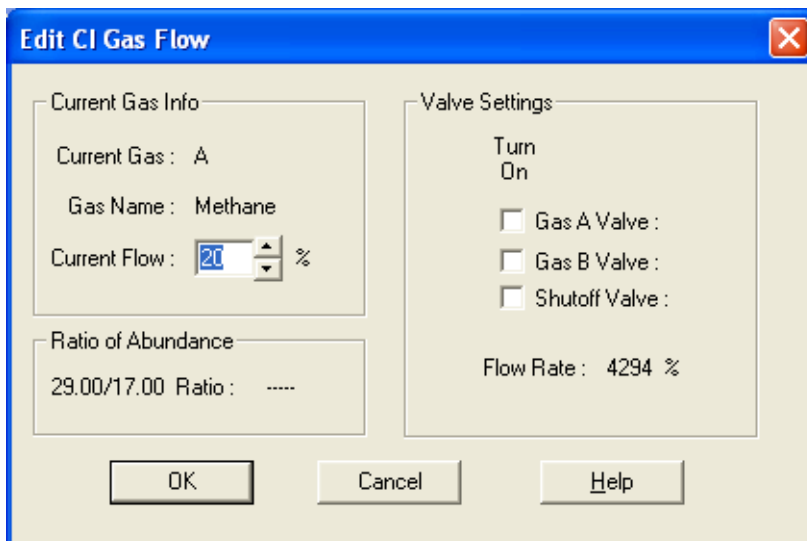 Edit CI Gas Flow
Current Gas Info
Current Gas : A
Gas Name : Methane
Current Flow : 20 %
Ratio of Abundance
29.00/17.00 Ratio : -----
Valve Settings
Turn
On
Gas A Valve :
Gas B Valve :
Shutoff Valve :
Flow Rate : 4294 %
OK
Cancel
Help